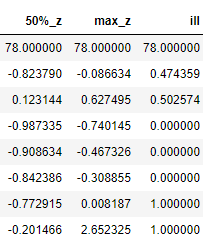 50%_z max_z ill
78.000000 78.000000 78.000000
-0.823790 -0.086634 0.474359
0.123144 0.627495 0.502574
-0.987335 -0.740145 0.000000
-0.908634 -0.467326 0.000000
-0.842386 -0.308855 0.000000
-0.772915 0.008187 1.000000
-0.201466 2.652325 1.000000